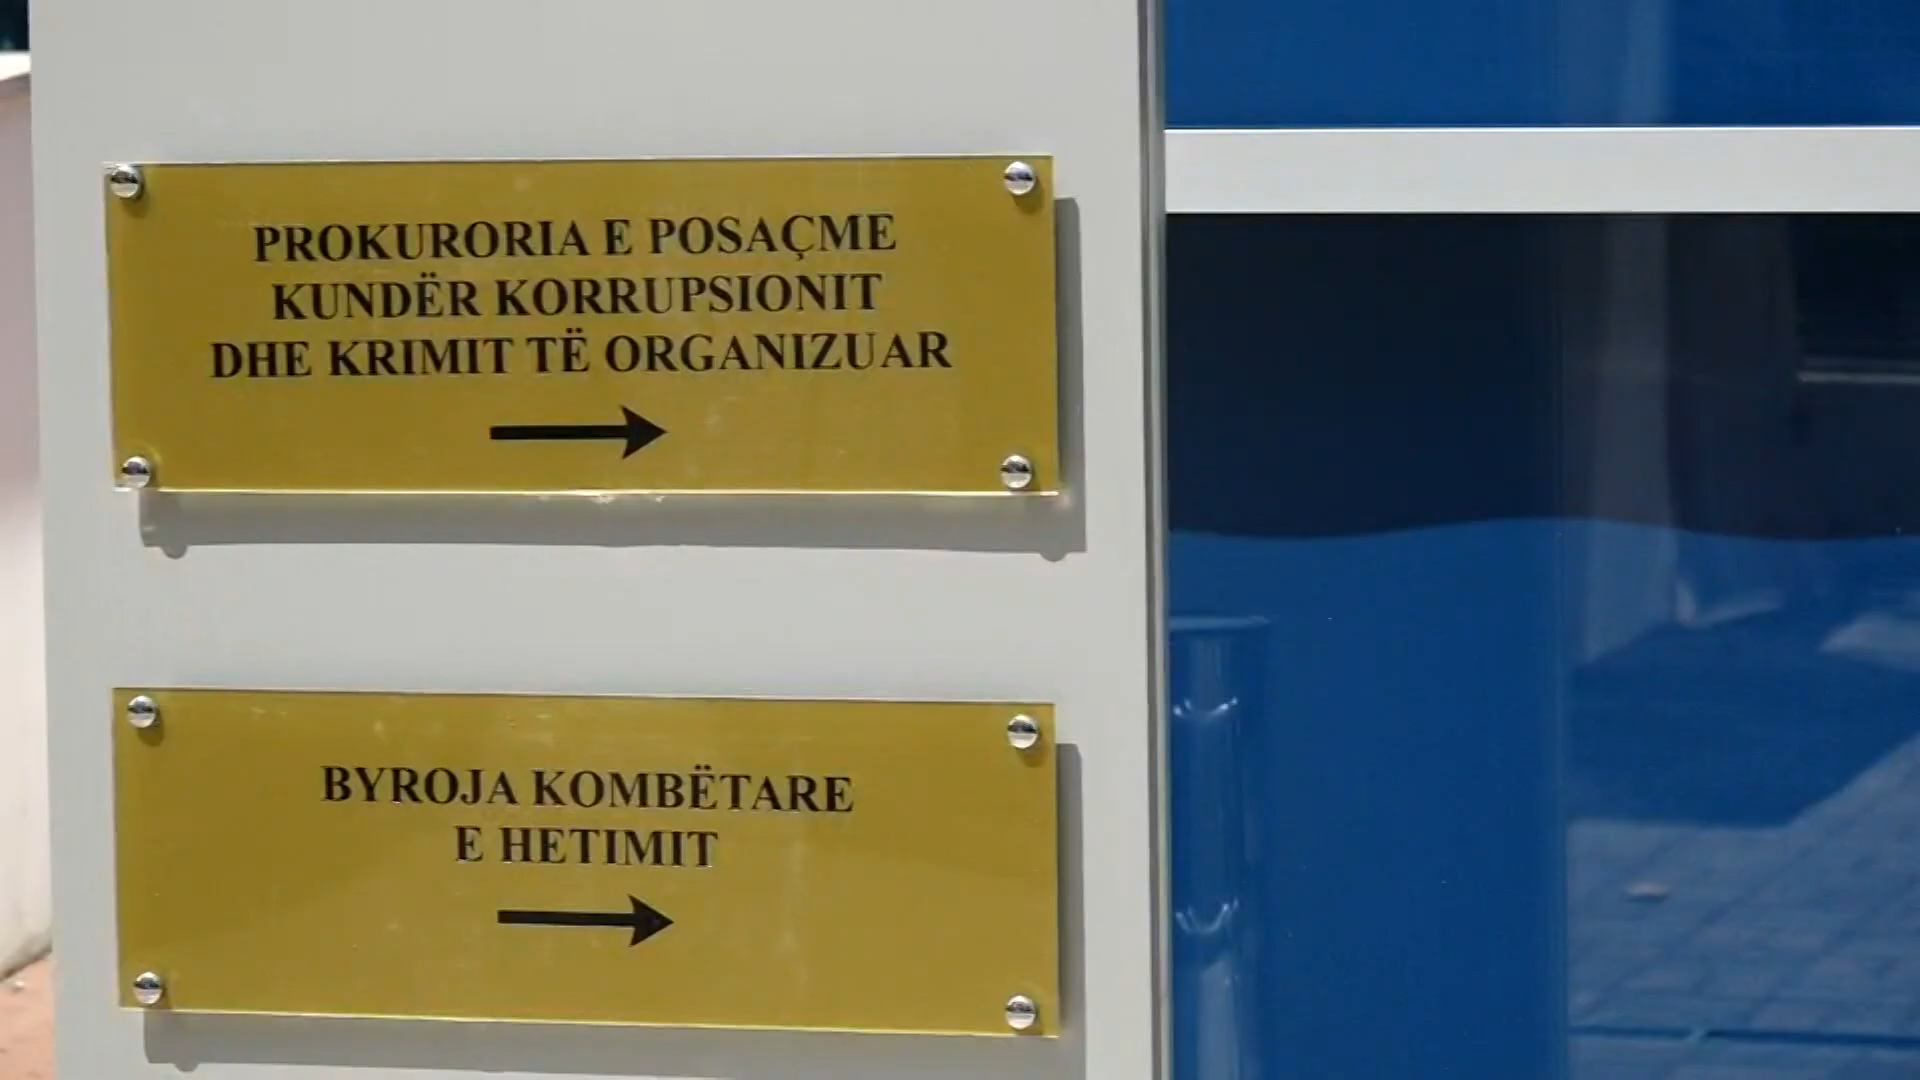 PROKURORIA E POSAÇME
KUNDËR KORRUPSIONIT
DHE KRIMIT TË ORGANIZUAR
BYROJA KOMBËTARE
E HETIMIT